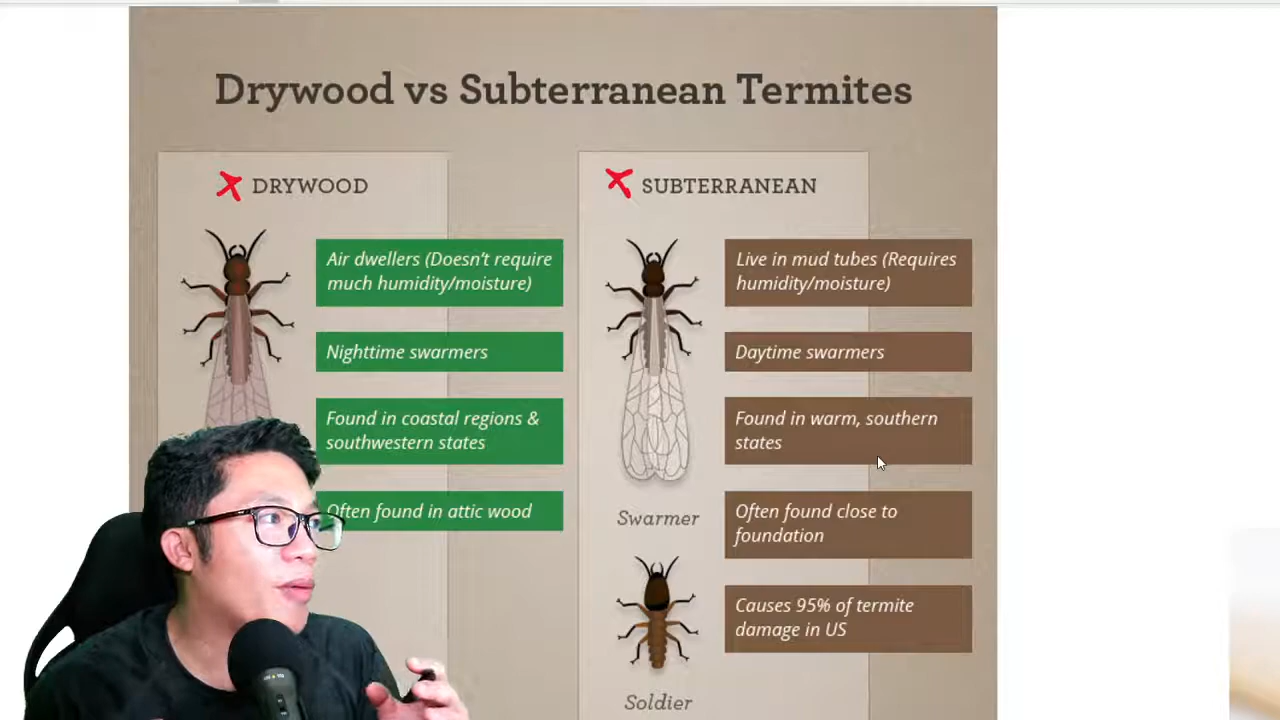 Drywood vs Subterranean Termites
DRYWOOD
Air dwellers (Doesn't require
much humidity/moisture)
Nighttime swarmers
Found in coastal regions &
southwestern states
Often found in attic wood
SUBTERRANEAN
Live in mud tubes (Requires
humidity/moisture)
Daytime swarmers
Found in warm, southern
states
Often found close to
foundation
Causes 95% of termite
damage in US
Swarmer
Soldier